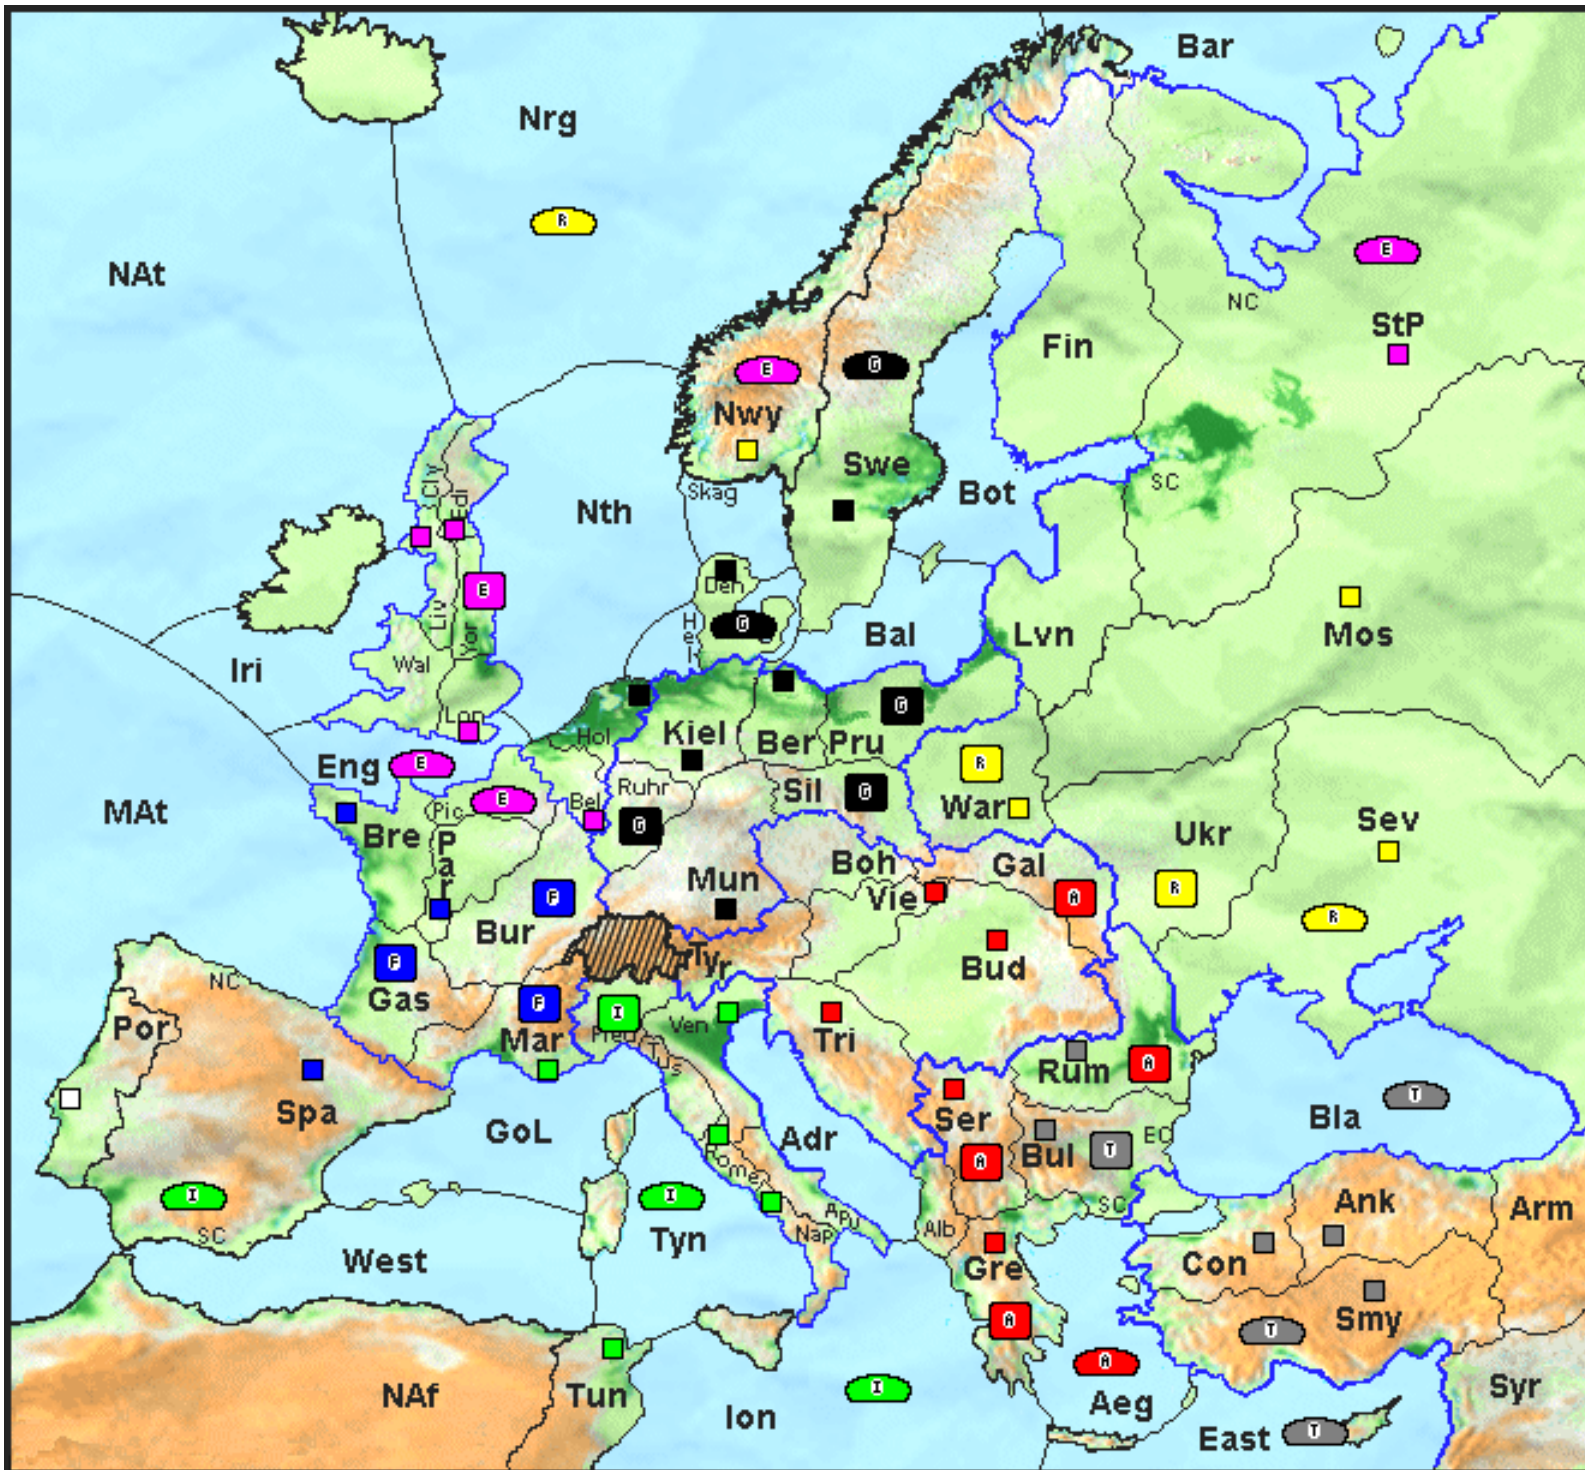 Bar
Nrg
R
NAt
E
NC
StP
Fin
E
G
Nwy
Swe
Cly
Edi
Skag
Nth
Bot
SC
Den
E
G
Hel
Liv
Yor
Bal
Lvn
Mos
Wal
Iri
G
Lon
Hol
Kiel
Ber
Pru
Eng
E
R
Sil
G
Ruhr
War
MAt
Pic
E
Bel
G
Sev
Ukr
Bre
Par
Boh
Gal
Mun
Vie
A
R
F
Bur
R
Tyr
Bud
F
Gas
NC
Por
F
I
Mar
Pied
Ven
Tri
Tus
Rum
A
Spa
Ser
T
Bla
GoL
Adr
Bul
T
EC
Rome
A
I
I
SC
Ank
Arm
Apu
SC
Tyn
Nap
Alb
West
Gre
Con
A
T
Smy
A
NAf
Tun
I
Aeg
Syr
Ion
East
T